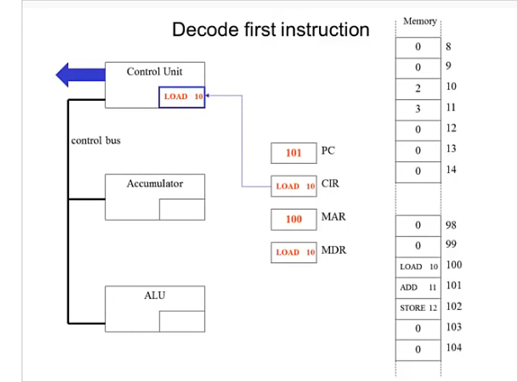 Decode first instruction
Control Unit
LOAD 10
control bus
Accumulator
ALU
101 PC
LOAD 10 CIR
100 MAR
LOAD 10 MDR
Memory
0 8
0 9
2 10
3 11
0 12
0 13
0 14
0 98
0 99
LOAD 10 100
ADD 11 101
STORE 12 102
0 103
0 104